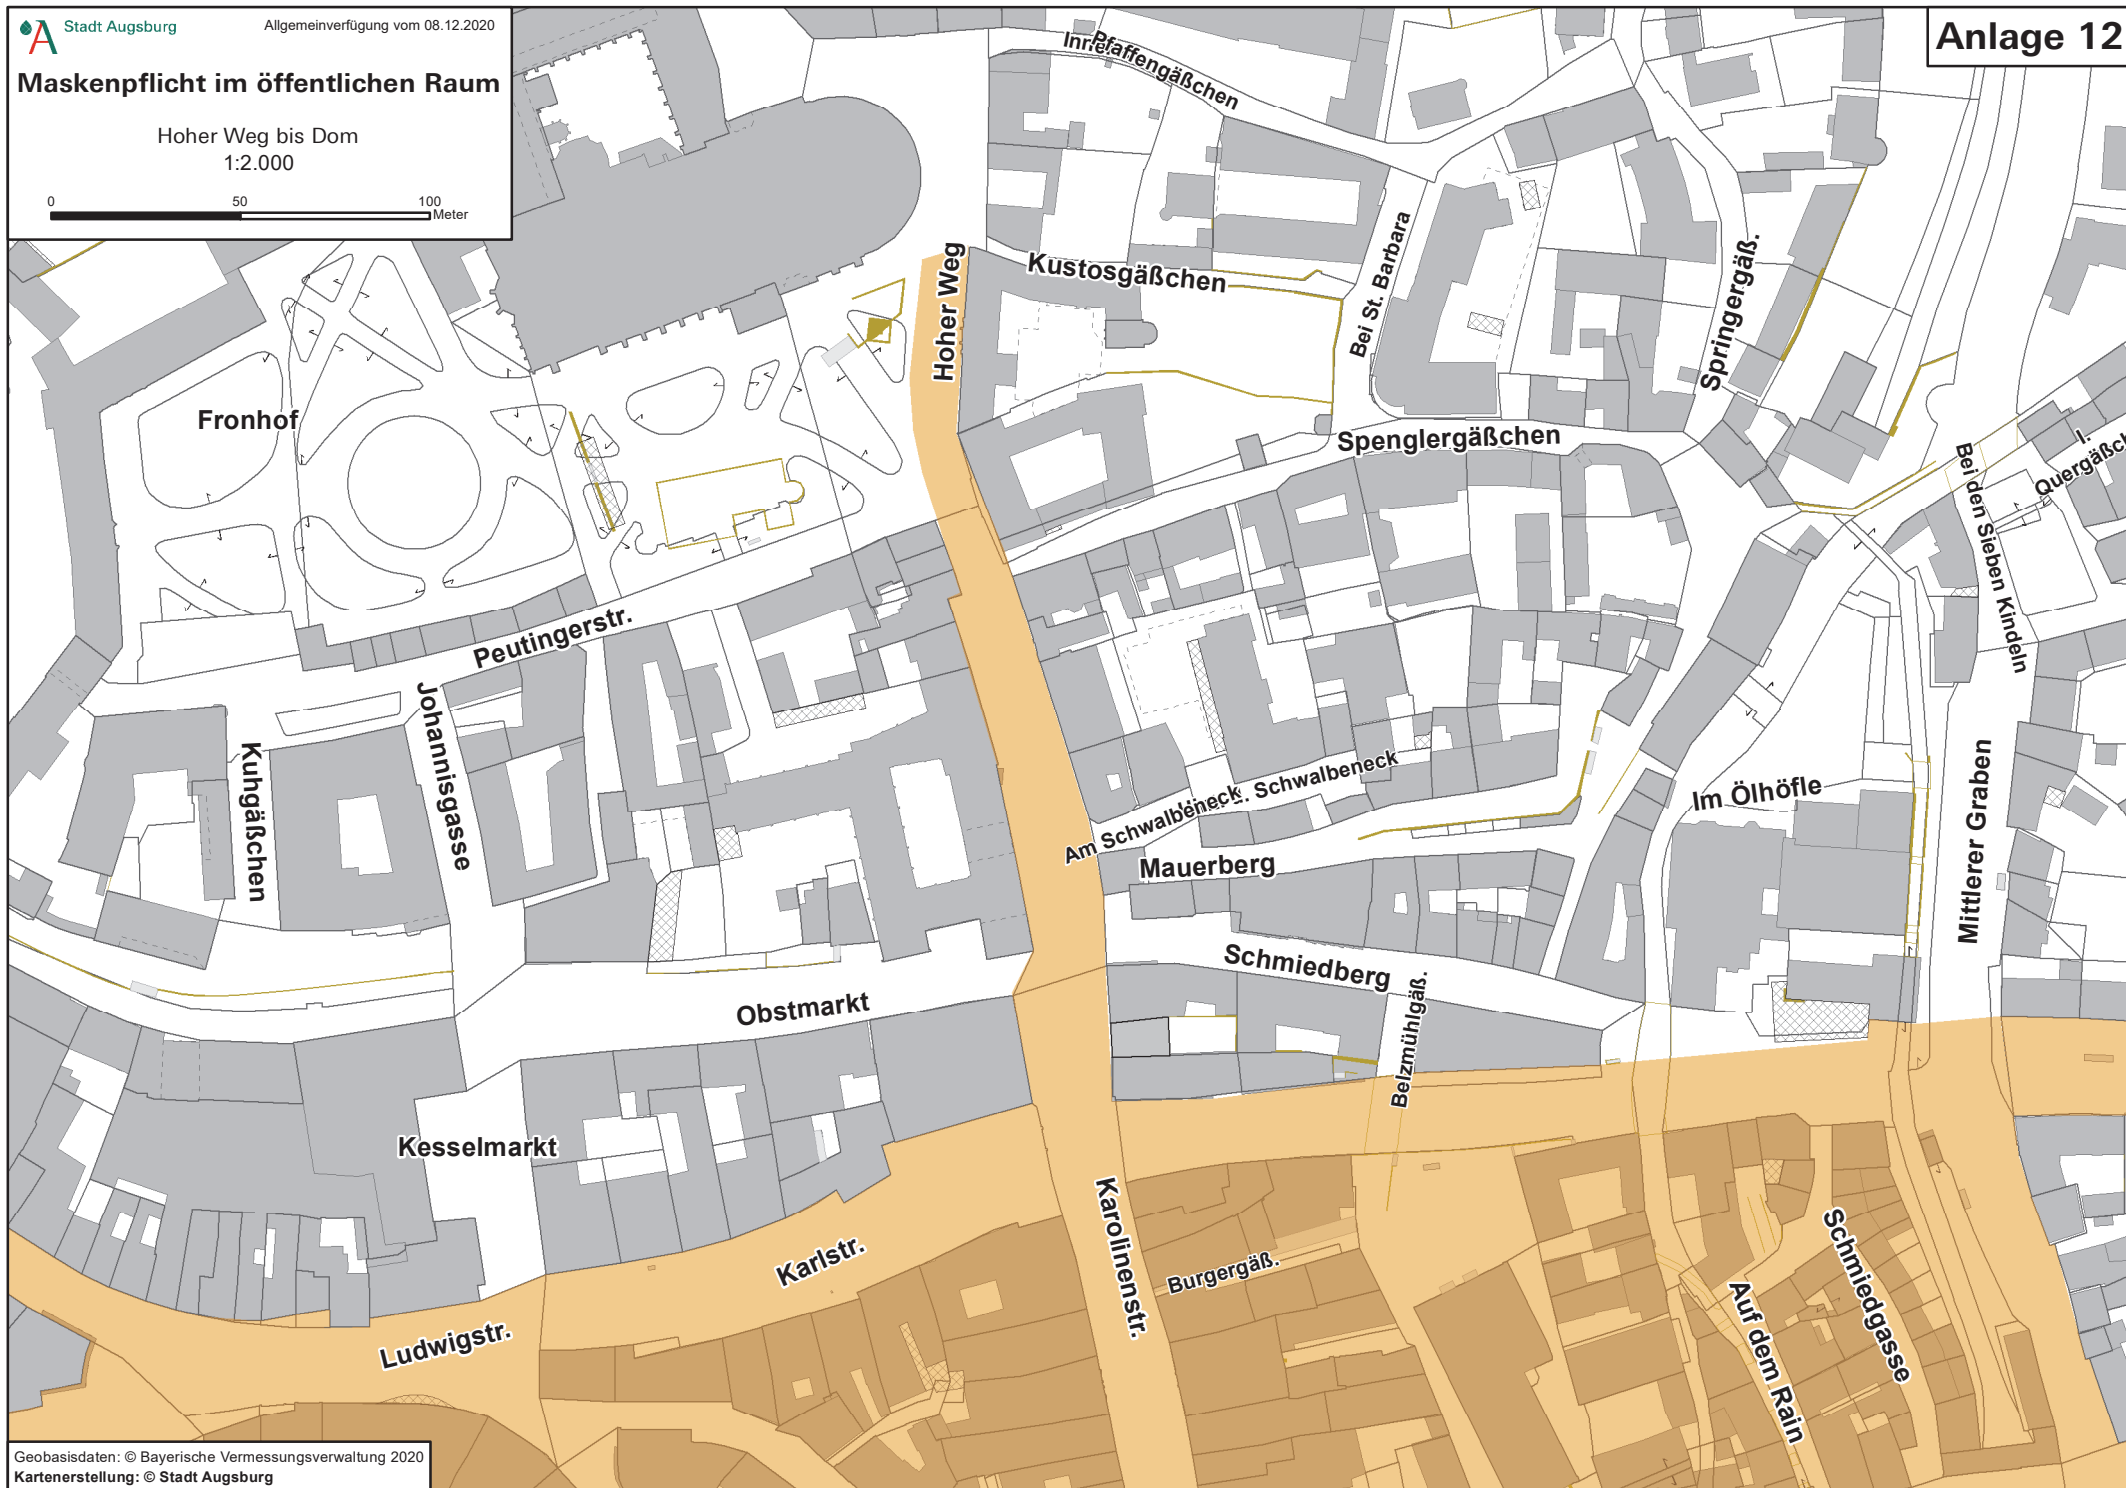 Stadt Augsburg
Allgemeinverfügung vom 08.12.2020
Maskenpflicht im öffentlichen Raum
Hoher Weg bis Dom
1:2.000
0 50 100
Meter
Anlage 12
Pfaffengäßchen
Kustosgäßchen
Hoher Weg
Bei St. Barbara
Springergäß.
Fronhof
Spenglergäßchen
Bei den Sieben Kindeln
Peutingerstr.
Johannisgasse
Kuhgäßchen
Am Schwalbeneck
Schwalbeneck
Mauerberg
Im Ölhöfle
Mittlerer Graben
Schmiedberg
Belzmühlgäß.
Obstmarkt
Kesselmarkt
Karlstr.
Karolinenstr.
Burgergäß.
Ludwigstr.
Auf dem Rain
Schmiedgasse
Geobasisdaten: © Bayerische Vermessungsverwaltung 2020
Kartenerstellung: © Stadt Augsburg